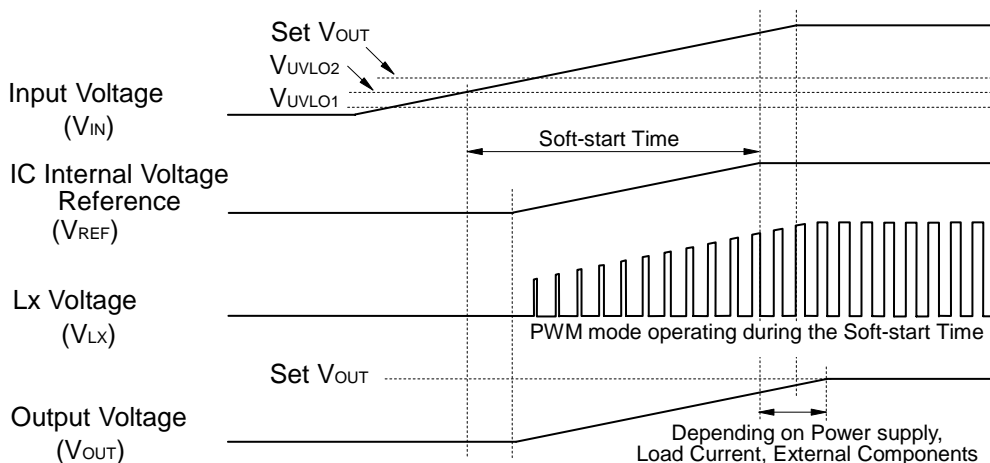 Set VOUT
VUVLO2
VUVLO1
Input Voltage
(VIN)
Soft-start Time
IC Internal Voltage
Reference
(VREF)
Lx Voltage
(VLX)
PWM mode operating during the Soft-start Time
Set VOUT
Output Voltage
(VOUT)
Depending on Power supply,
Load Current, External Components